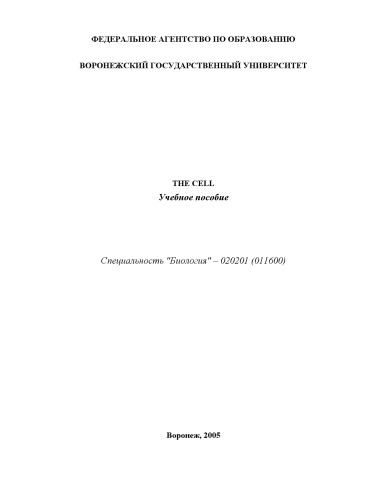 ФЕДЕРАЛЬНОЕ АГЕНТСТВО ПО ОБРАЗОВАНИЮ
ВОРОНЕЖСКИЙ ГОСУДАРСТВЕННЫЙ УНИВЕРСИТЕТ
THE CELL
Учебное пособие
Специальность "Биология" – 020201 (011600)
Воронеж, 2005